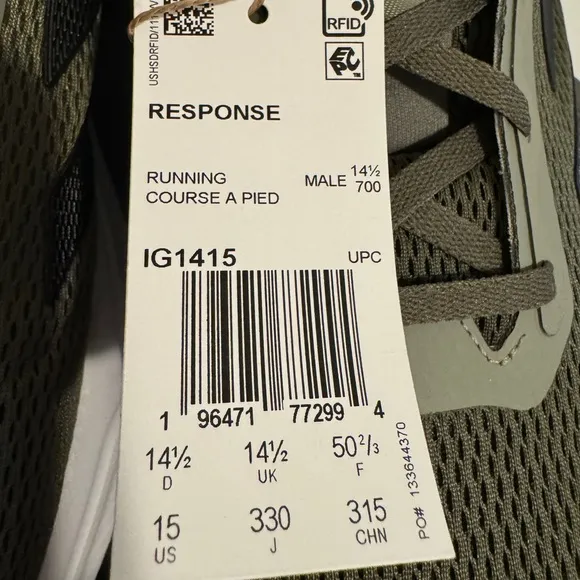 RFID
EPC™
RESPONSE
RUNNING
COURSE A PIED
MALE 14½
700
IG1415
UPC
1 96471 77299 4
14½ 14½ 50⅔
D UK F
15 330 315
US J CHN
PO# 133644370